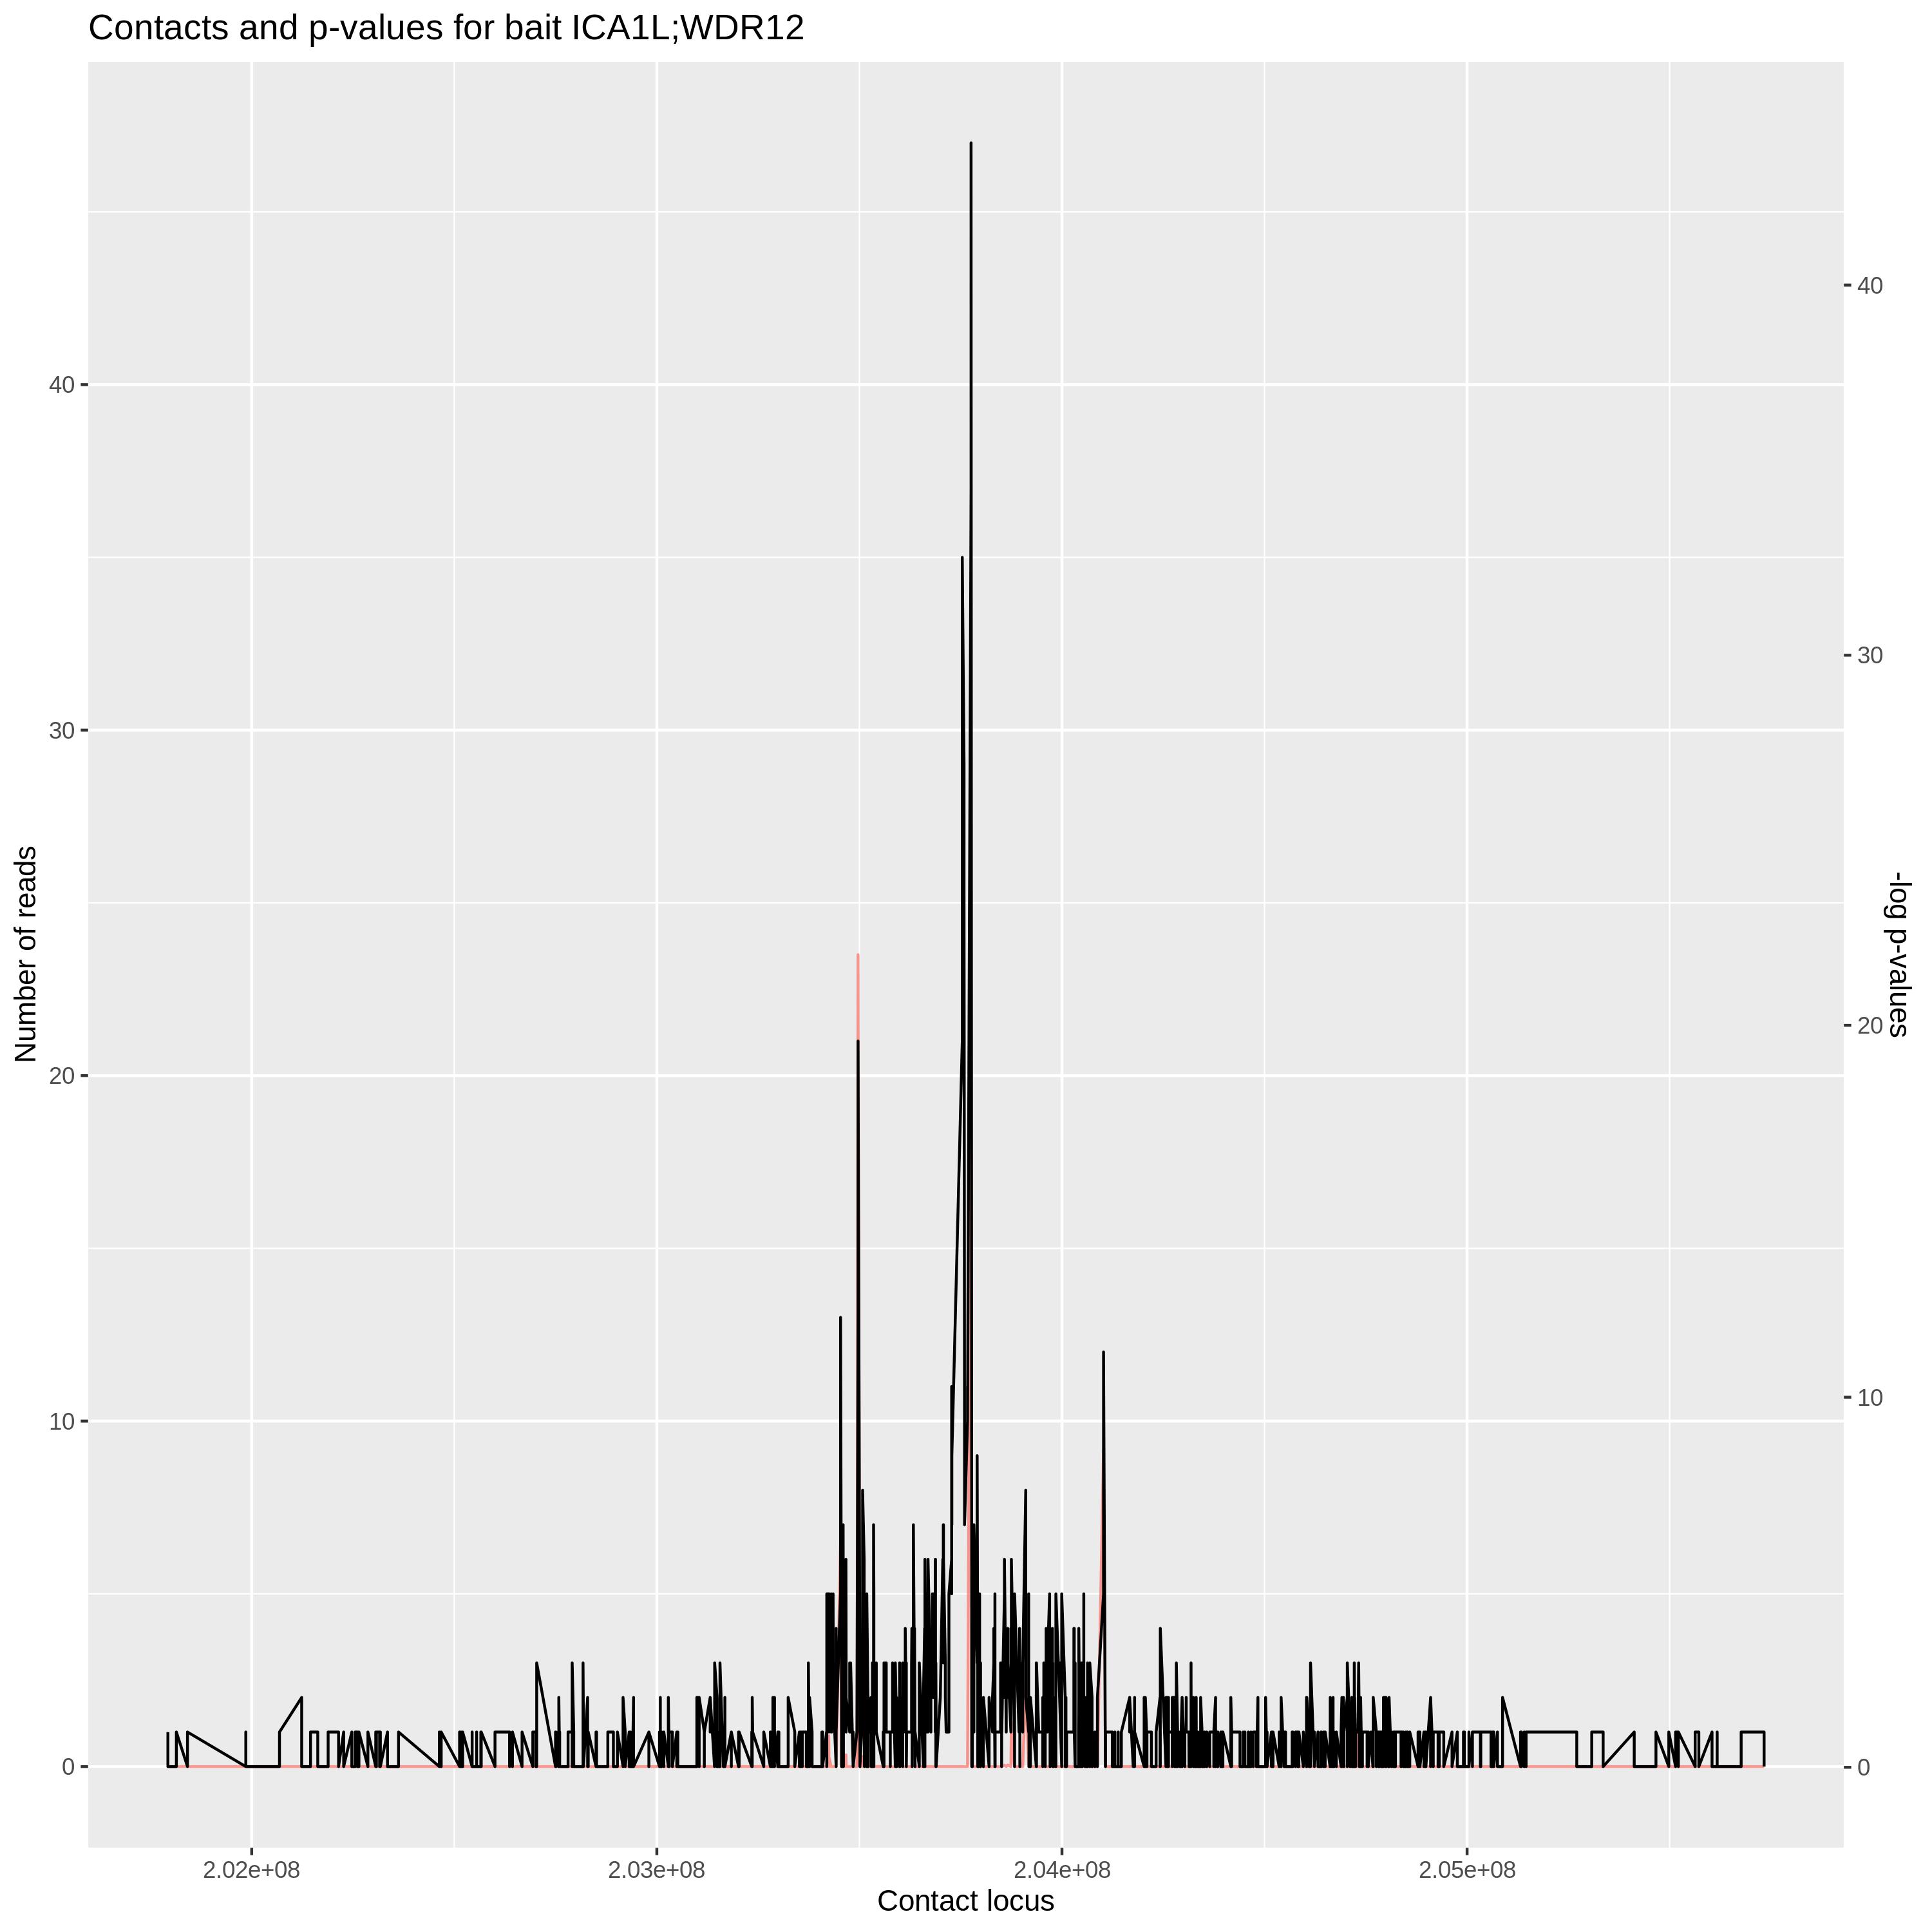 Contacts and p-values for bait ICA1L;WDR12
Number of reads
40
30
20
10
0
40
30
20
10
0
-log p-values
2.02e+08
2.03e+08
2.04e+08
2.05e+08
Contact locus